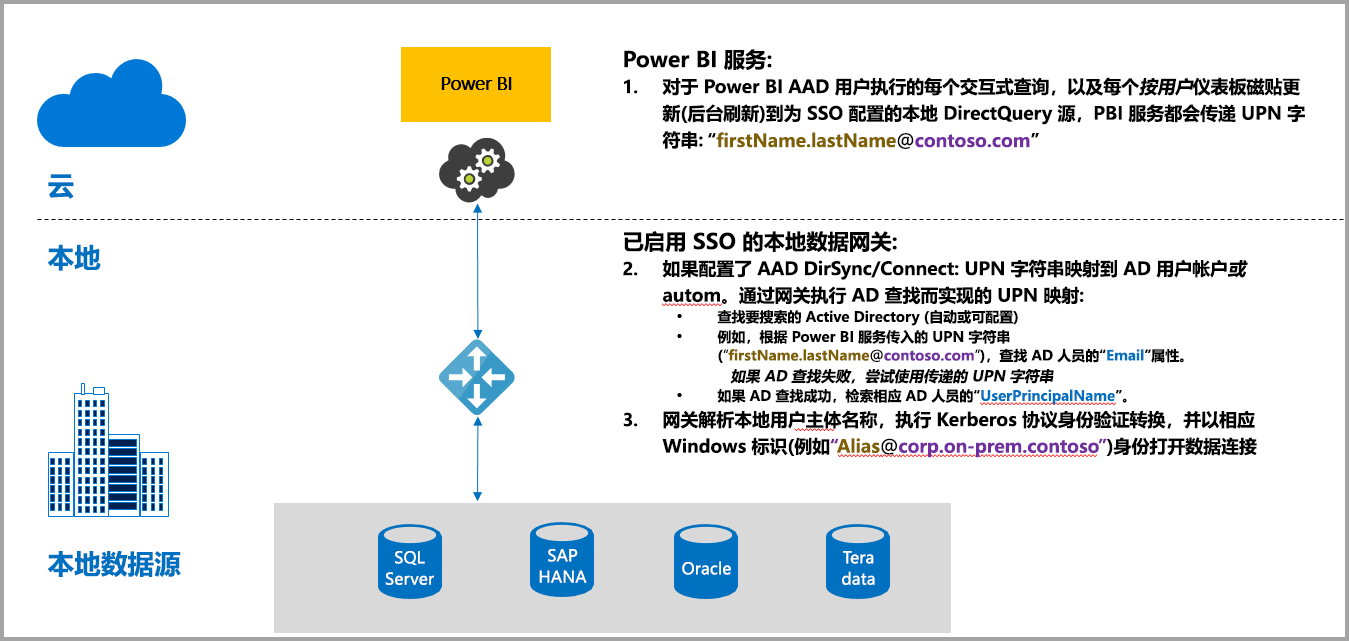 Power BI
Power BI 服务:
1. 对于 Power BI AAD 用户执行的每个交互式查询，以及每个按用户仪表板磁贴更
新(后台刷新)到为 SSO 配置的本地 DirectQuery 源，PBI 服务都会传递 UPN 字
符串: “firstName.lastName@contoso.com”
云
本地
已启用 SSO 的本地数据网关:
2. 如果配置了 AAD DirSync/Connect: UPN 字符串映射到 AD 用户帐户或
autom。通过网关执行 AD 查找而实现的 UPN 映射:
• 查找要搜索的 Active Directory (自动或可配置)
• 例如，根据 Power BI 服务传入的 UPN 字符串
("firstName.lastName@contoso.com")，查找 AD 人员的“Email”属性。
如果 AD 查找失败，尝试使用传递的 UPN 字符串
• 如果 AD 查找成功，检索相应 AD 人员的“UserPrincipalName”。
3. 网关解析本地用户主体名称，执行 Kerberos 协议身份验证转换，并以相应
Windows 标识(例如“Alias@corp.on-prem.contoso”)身份打开数据连接
本地数据源
SQL
Server
SAP
HANA
Oracle
Tera
data